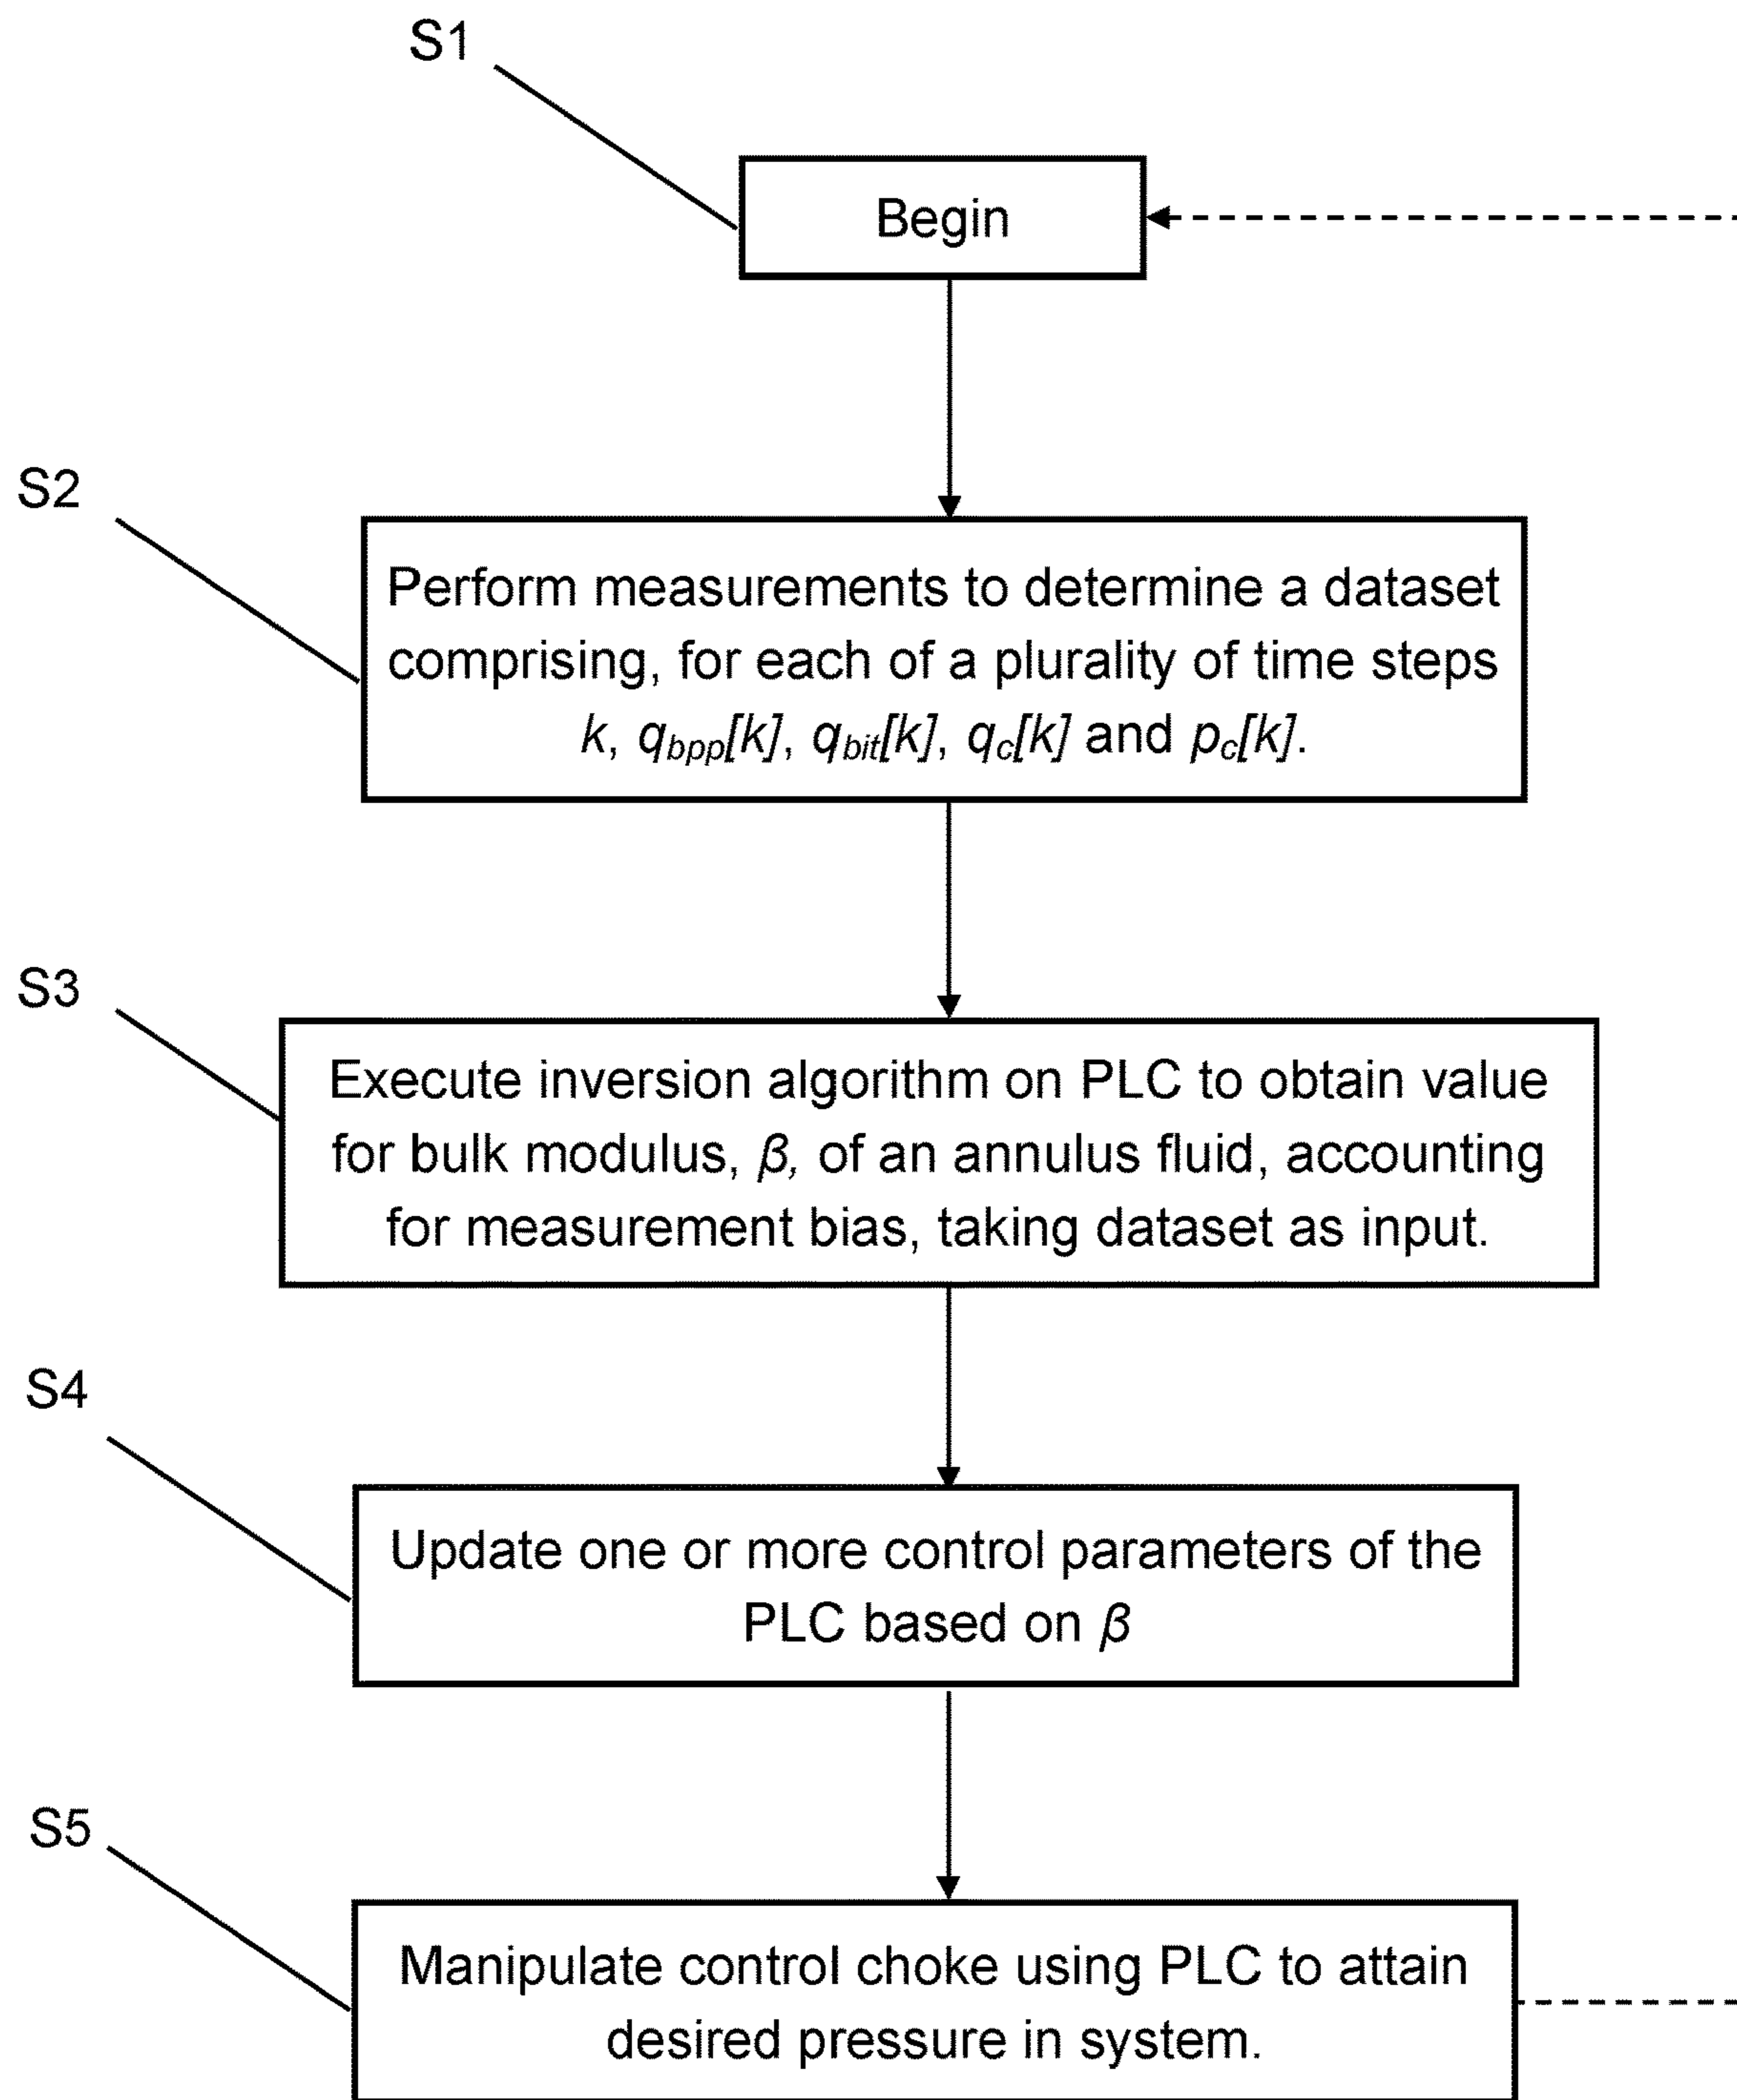 S1
Begin
S2
Perform measurements to determine a dataset
comprising, for each of a plurality of time steps
k, qbpp[k], qbit[k], qc[k] and pc[k].
S3
Execute inversion algorithm on PLC to obtain value
for bulk modulus, β, of an annulus fluid, accounting
for measurement bias, taking dataset as input.
S4
Update one or more control parameters of the
PLC based on β
S5
Manipulate control choke using PLC to attain
desired pressure in system.